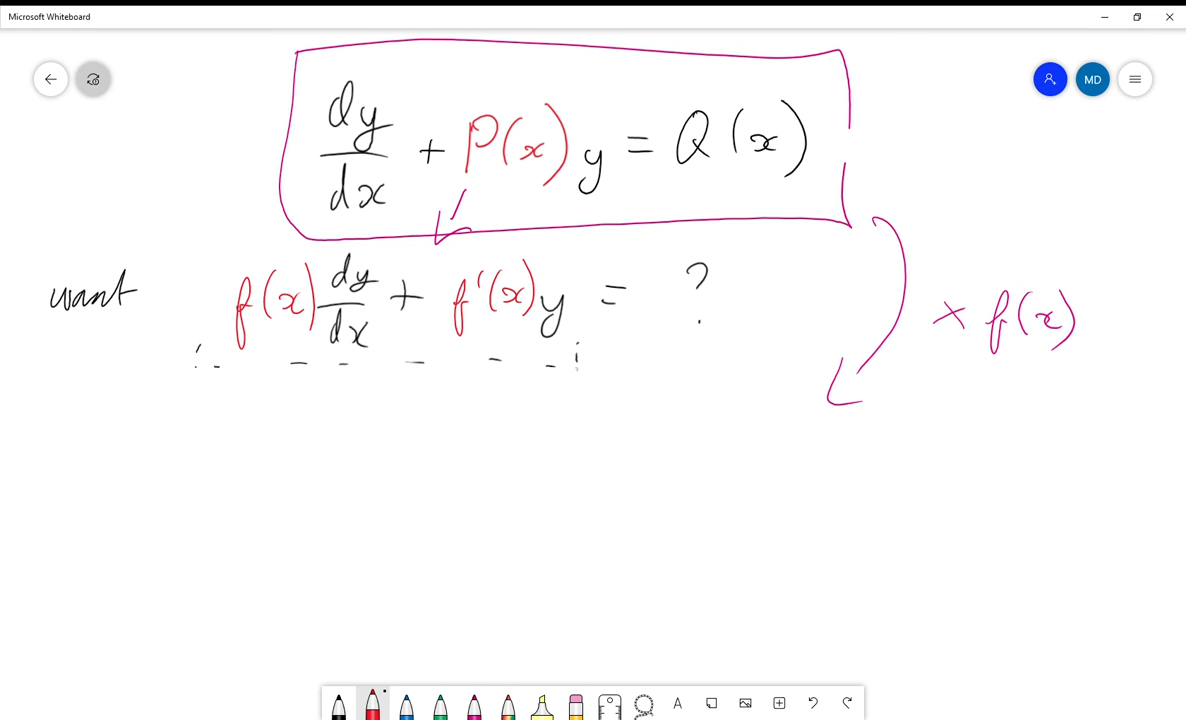 Microsoft Whiteboard
MD
dy/dx + P(x)y = Q(x)
want f(x) dy/dx + f'(x)y = ?
× f(x)
A